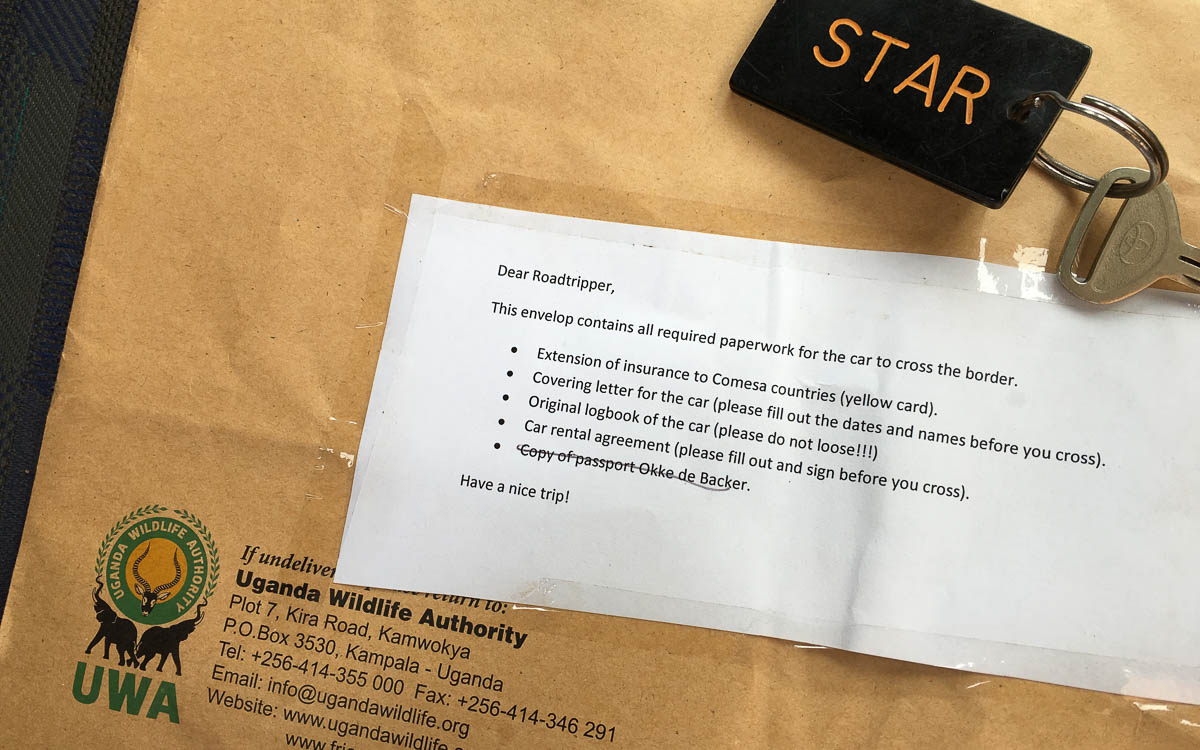 STAR
Dear Roadtripper,
This envelop contains all required paperwork for the car to cross the border.
• Extension of insurance to Comesa countries (yellow card).
• Covering letter for the car (please fill out the dates and names before you cross).
• Original logbook of the car (please do not loose!!!)
• Car rental agreement (please fill out and sign before you cross).
• Copy of passport Okke de Backer.
Have a nice trip!
UGANDA WILDLIFE AUTHORITY
UWA
If return to:
Uganda Wildlife Authority
Plot 7, Kira Road, Kamwokya
P.O.Box 3530, Kampala - Uganda
Tel: +256-414-355 000 Fax: +256-414-346 291
Email: info@ugandawildlife.org
Website: www.ugandawildlife.